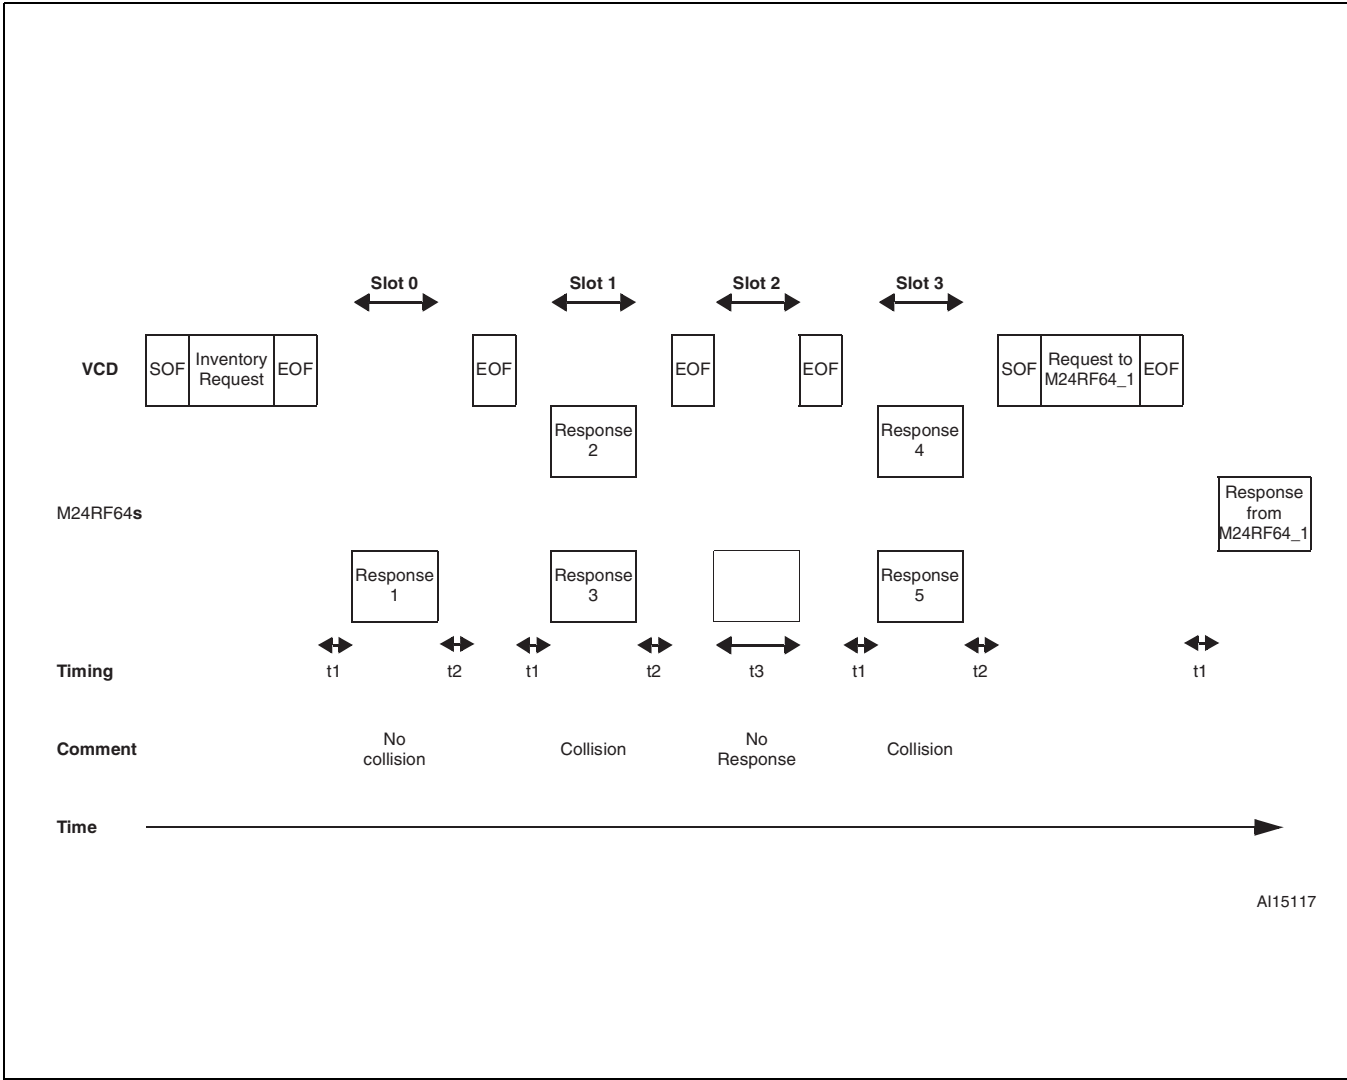 Slot 0 Slot 1 Slot 2 Slot 3
VCD SOF Inventory Request EOF EOF EOF EOF SOF Request to M24RF64_1 EOF
Response 2 Response 4
M24RF64s Response from M24RF64_1
Response 1 Response 3 Response 5
Timing t1 t2 t1 t2 t3 t1 t2 t1
Comment No collision Collision No Response Collision
Time
AI15117